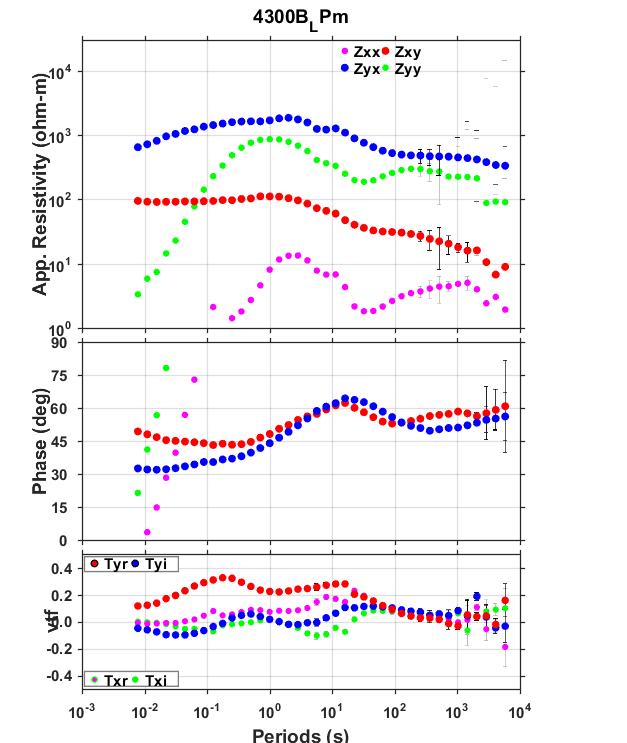 4300B_LPm
Zxx Zxy
Zyx Zyy
App. Resistivity (ohm-m)
10^4
10^3
10^2
10^1
10^0
Phase (deg)
90
75
60
45
30
15
0
Tyr Tyi
vtf
0.4
0.2
-0.0
-0.2
-0.4
Txr Txi
10^-3 10^-2 10^-1 10^0 10^1 10^2 10^3 10^4
Periods (s)